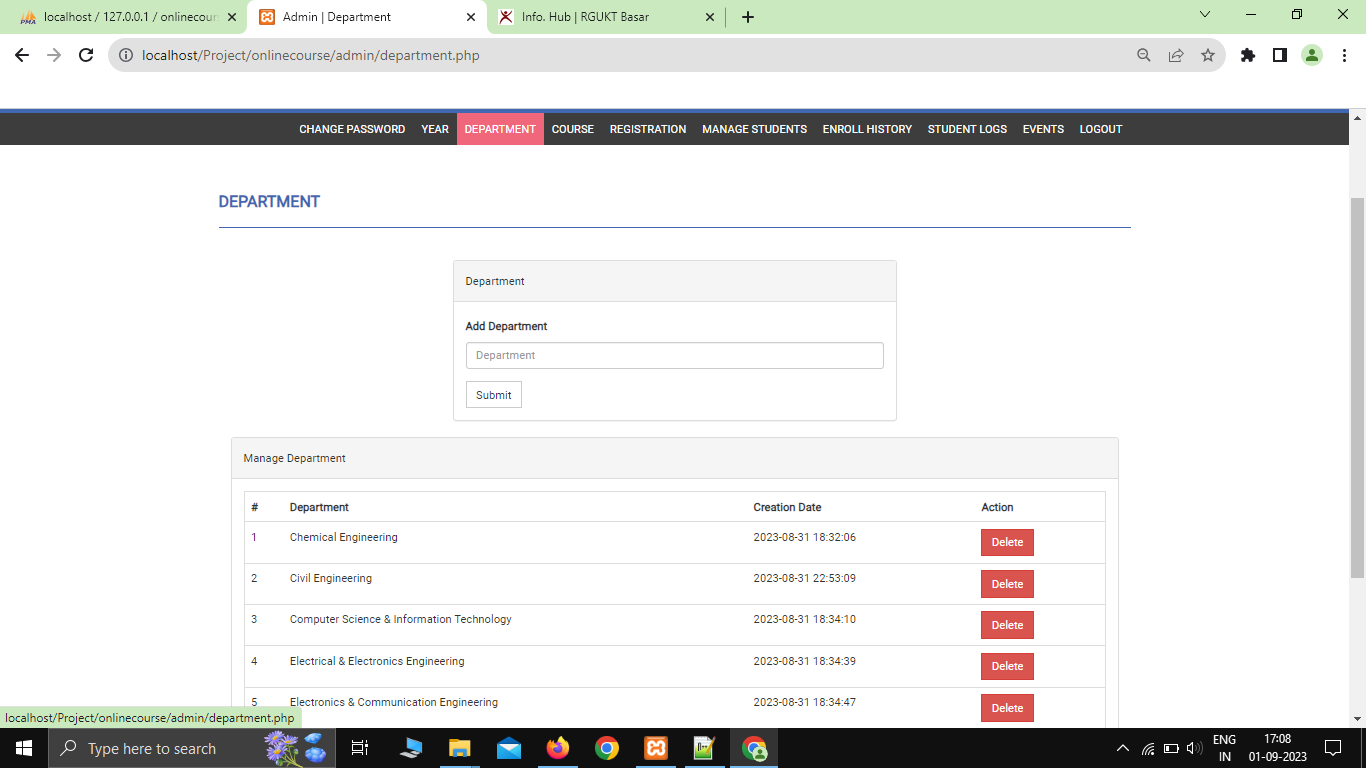 localhost / 127.0.0.1 / onlinecour
Admin | Department
Info. Hub | RGUKT Basar
localhost/Project/onlinecourse/admin/department.php
CHANGE PASSWORD YEAR DEPARTMENT COURSE REGISTRATION MANAGE STUDENTS ENROLL HISTORY STUDENT LOGS EVENTS LOGOUT
DEPARTMENT
Department
Add Department
Department
Submit
Manage Department
# Department Creation Date Action
1 Chemical Engineering 2023-08-31 18:32:06 Delete
2 Civil Engineering 2023-08-31 22:53:09 Delete
3 Computer Science & Information Technology 2023-08-31 18:34:10 Delete
4 Electrical & Electronics Engineering 2023-08-31 18:34:39 Delete
5 Electronics & Communication Engineering 2023-08-31 18:34:47 Delete
localhost/Project/onlinecourse/admin/department.php
Type here to search
ENG 17:08
IN 01-09-2023